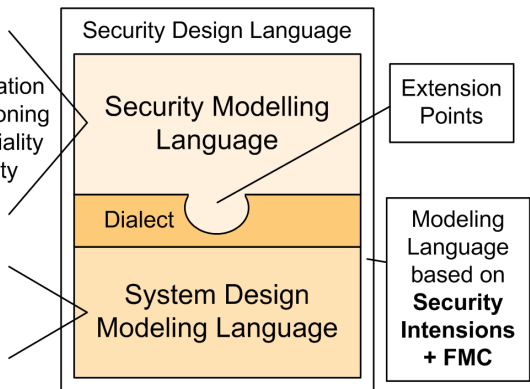 Security Design Language
Security Modelling
Language
Dialect
System Design
Modeling Language
Extension
Points
Modeling
Language
based on
Security
Intensions
+ FMC